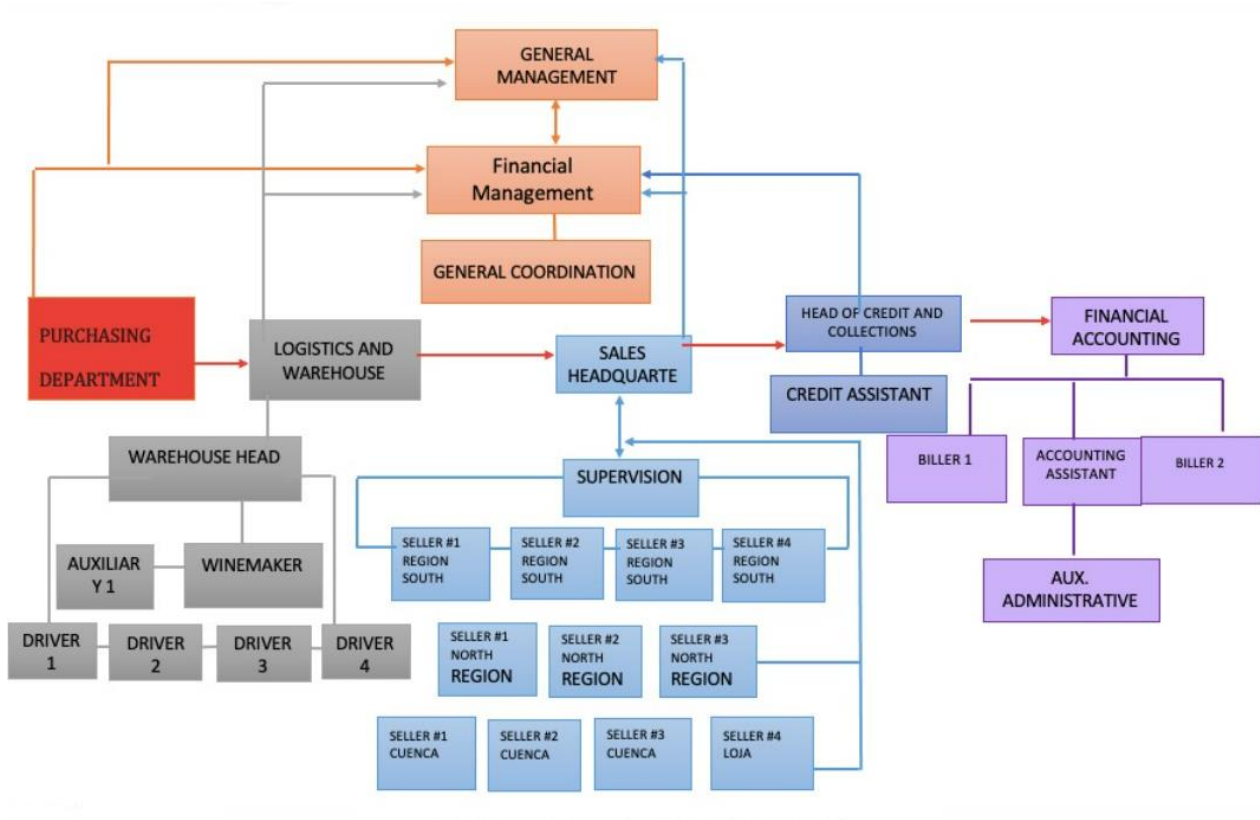 GENERAL
MANAGEMENT
Financial
Management
GENERAL COORDINATION
PURCHASING
DEPARTMENT
LOGISTICS AND
WAREHOUSE
SALES
HEADQUARTE
HEAD OF CREDIT AND
COLLECTIONS
FINANCIAL
ACCOUNTING
CREDIT ASSISTANT
WAREHOUSE HEAD
SUPERVISION
BILLER 1
ACCOUNTING
ASSISTANT
BILLER 2
AUXILIAR
Y 1
WINEMAKER
SELLER #1
REGION
SOUTH
SELLER #2
REGION
SOUTH
SELLER #3
REGION
SOUTH
SELLER #4
REGION
SOUTH
AUX.
ADMINISTRATIVE
DRIVER
1
DRIVER
2
DRIVER
3
DRIVER
4
SELLER #1
NORTH
REGION
SELLER #2
NORTH
REGION
SELLER #3
NORTH
REGION
SELLER #1
CUENCA
SELLER #2
CUENCA
SELLER #3
CUENCA
SELLER #4
LOJA